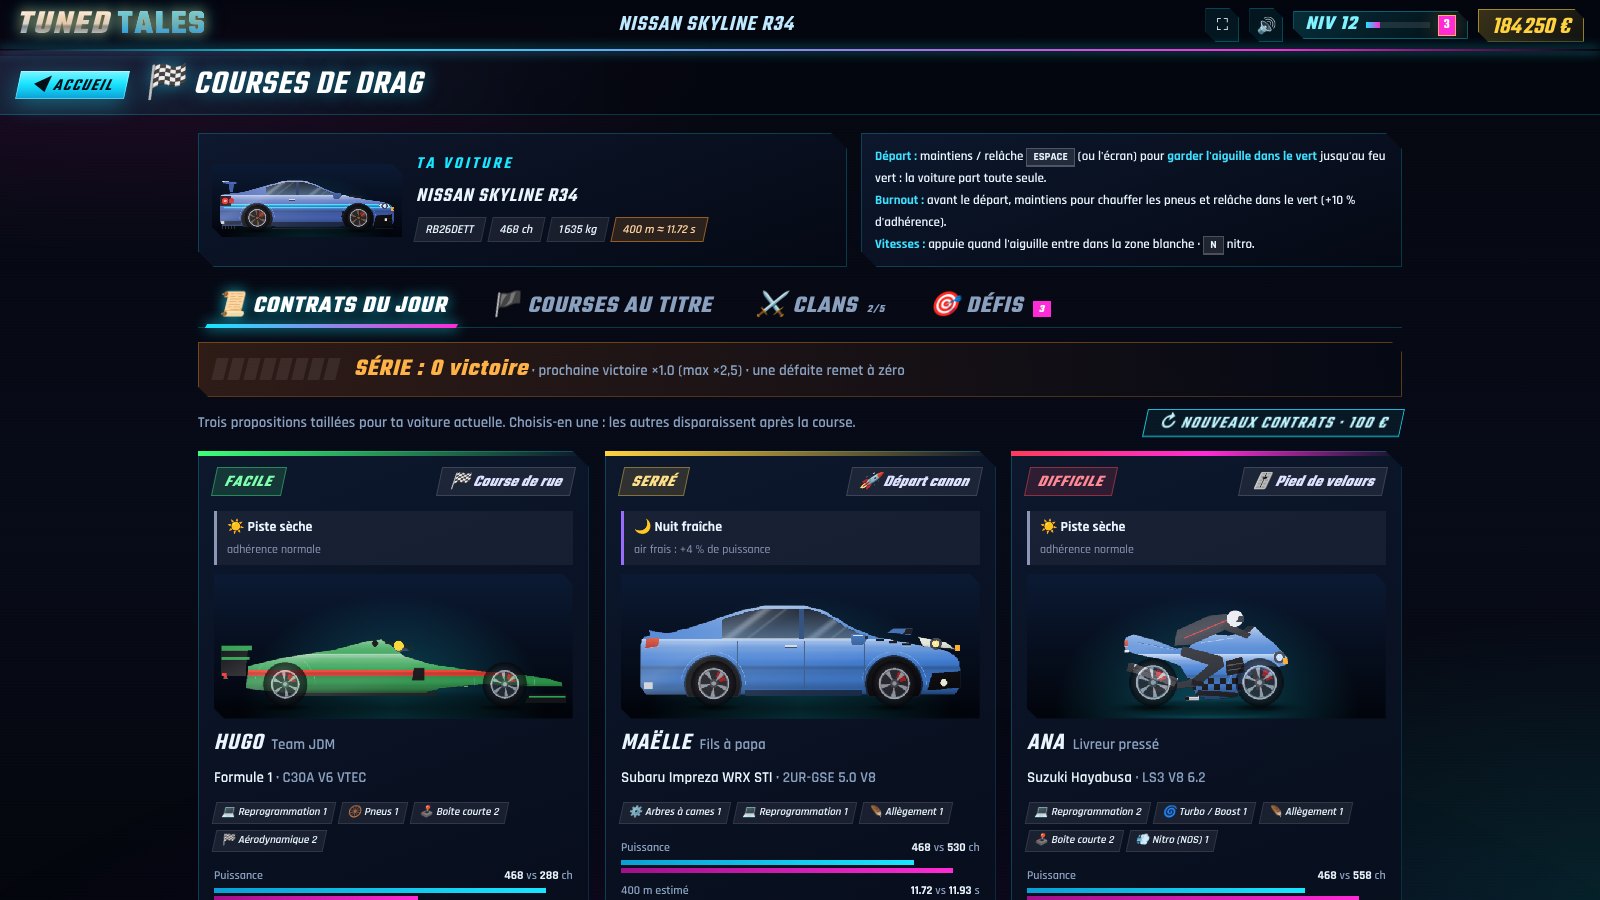 TUNED TALES
NISSAN SKYLINE R34
NIV 12
3
184 250 €
ACCUEIL
COURSES DE DRAG
TA VOITURE
NISSAN SKYLINE R34
RB26DETT
468 ch
1 635 kg
400 m ≈ 11.72 s
Départ : maintiens / relâche ESPACE (ou l'écran) pour garder l'aiguille dans le vert jusqu'au feu
vert : la voiture part toute seule.
Burnout : avant le départ, maintiens pour chauffer les pneus et relâche dans le vert (+10 %
d'adhérence).
Vitesses : appuie quand l'aiguille entre dans la zone blanche · N nitro.
CONTRATS DU JOUR
COURSES AU TITRE
CLANS 2/5
DÉFIS 3
SÉRIE : 0 victoire · prochaine victoire ×1.0 (max ×2,5) · une défaite remet à zéro
Trois propositions taillées pour ta voiture actuelle. Choisis-en une : les autres disparaissent après la course.
NOUVEAUX CONTRATS · 100 €
FACILE
Course de rue
Piste sèche
adhérence normale
HUGO Team JDM
Formule 1 · C30A V6 VTEC
Reprogrammation 1
Pneus 1
Boîte courte 2
Aérodynamique 2
Puissance
468 vs 288 ch
SERRÉ
Départ canon
Nuit fraîche
air frais : +4 % de puissance
MAËLLE Fils à papa
Subaru Impreza WRX STI · 2UR-GSE 5.0 V8
Arbres à cames 1
Reprogrammation 1
Allègement 1
Puissance
468 vs 530 ch
400 m estimé
11.72 vs 11.93 s
DIFFICILE
Pied de velours
Piste sèche
adhérence normale
ANA Livreur pressé
Suzuki Hayabusa · LS3 V8 6.2
Reprogrammation 2
Turbo / Boost 1
Allègement 1
Boîte courte 2
Nitro (NOS) 1
Puissance
468 vs 558 ch